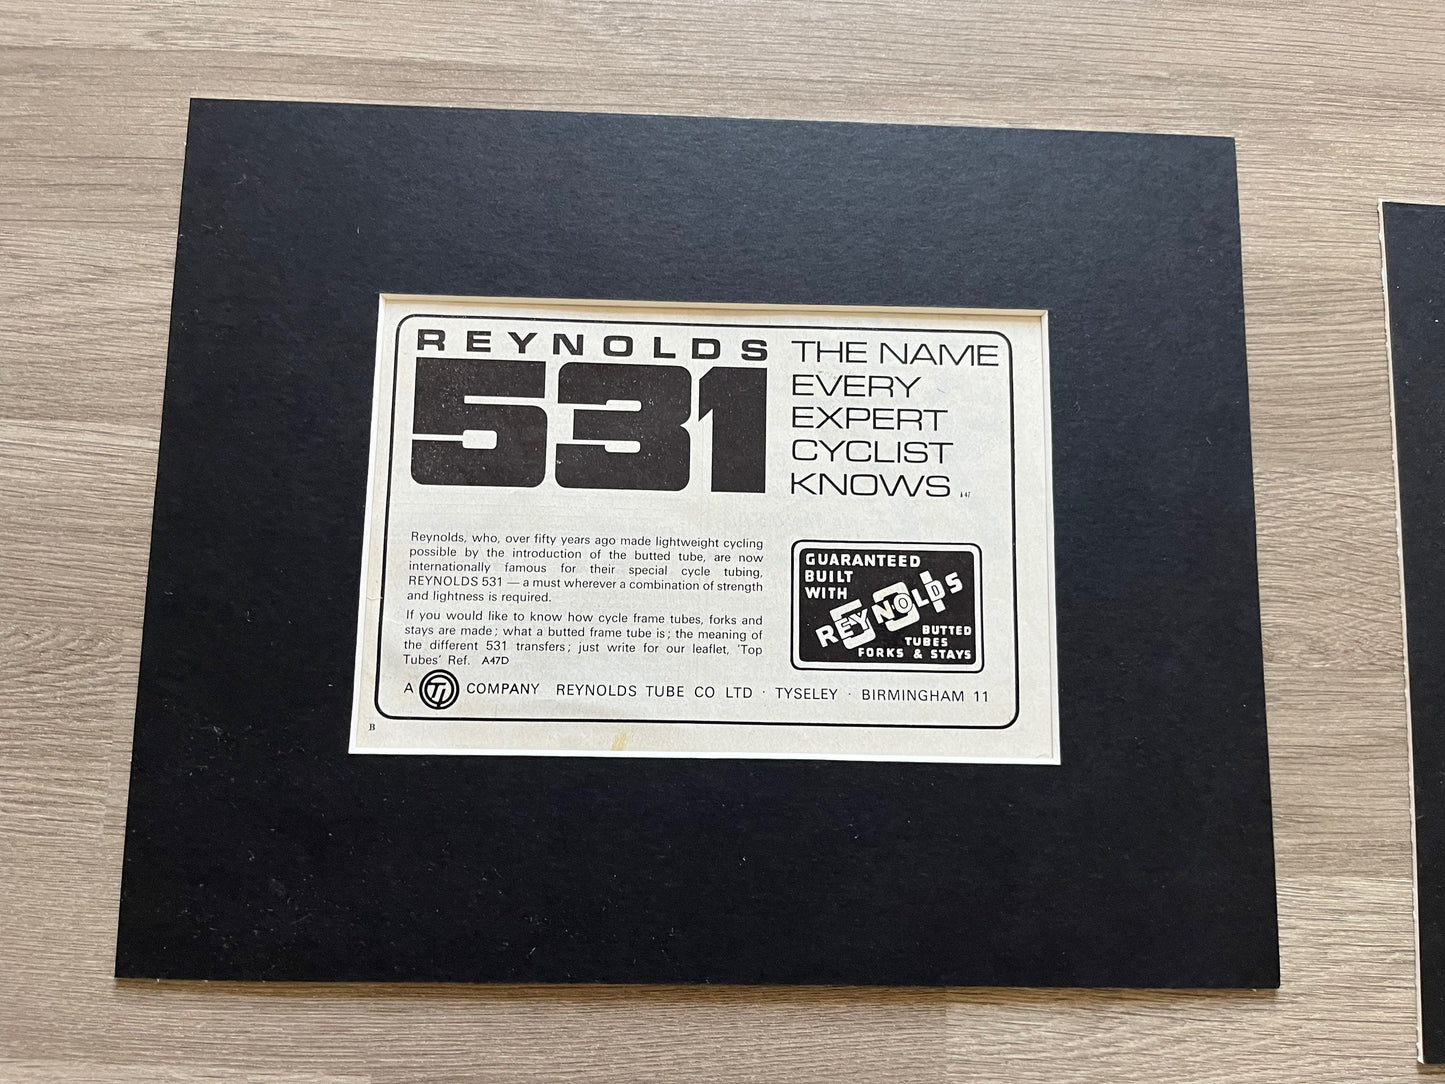 REYNOLDS
531
THE NAME
EVERY
EXPERT
CYCLIST
KNOWS
A47
Reynolds, who, over fifty years ago made lightweight cycling
possible by the introduction of the butted tube, are now
internationally famous for their special cycle tubing,
REYNOLDS 531 — a must wherever a combination of strength
and lightness is required.
If you would like to know how cycle frame tubes, forks and
stays are made; what a butted frame tube is; the meaning of
the different 531 transfers; just write for our leaflet, 'Top
Tubes' Ref. A47D
GUARANTEED
BUILT
WITH
REYNOLDS
531
BUTTED
TUBES
FORKS & STAYS
A TI COMPANY REYNOLDS TUBE CO LTD · TYSELEY · BIRMINGHAM 11
B